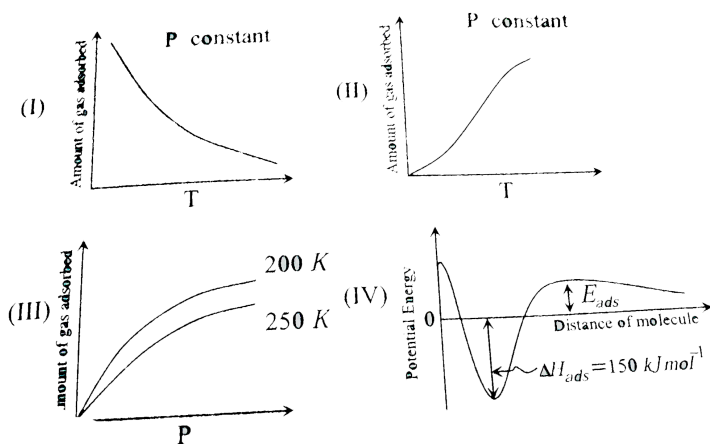 P constant
(I)
Amount of gas adsorbed
T
P constant
(II)
Amount of gas adsorbed
T
(III)
mount of gas adsorbed
200 K
250 K
P
(IV)
Potential Energy
0
E_ads
Distance of molecule
ΔH_ads=150 kJ mol⁻¹